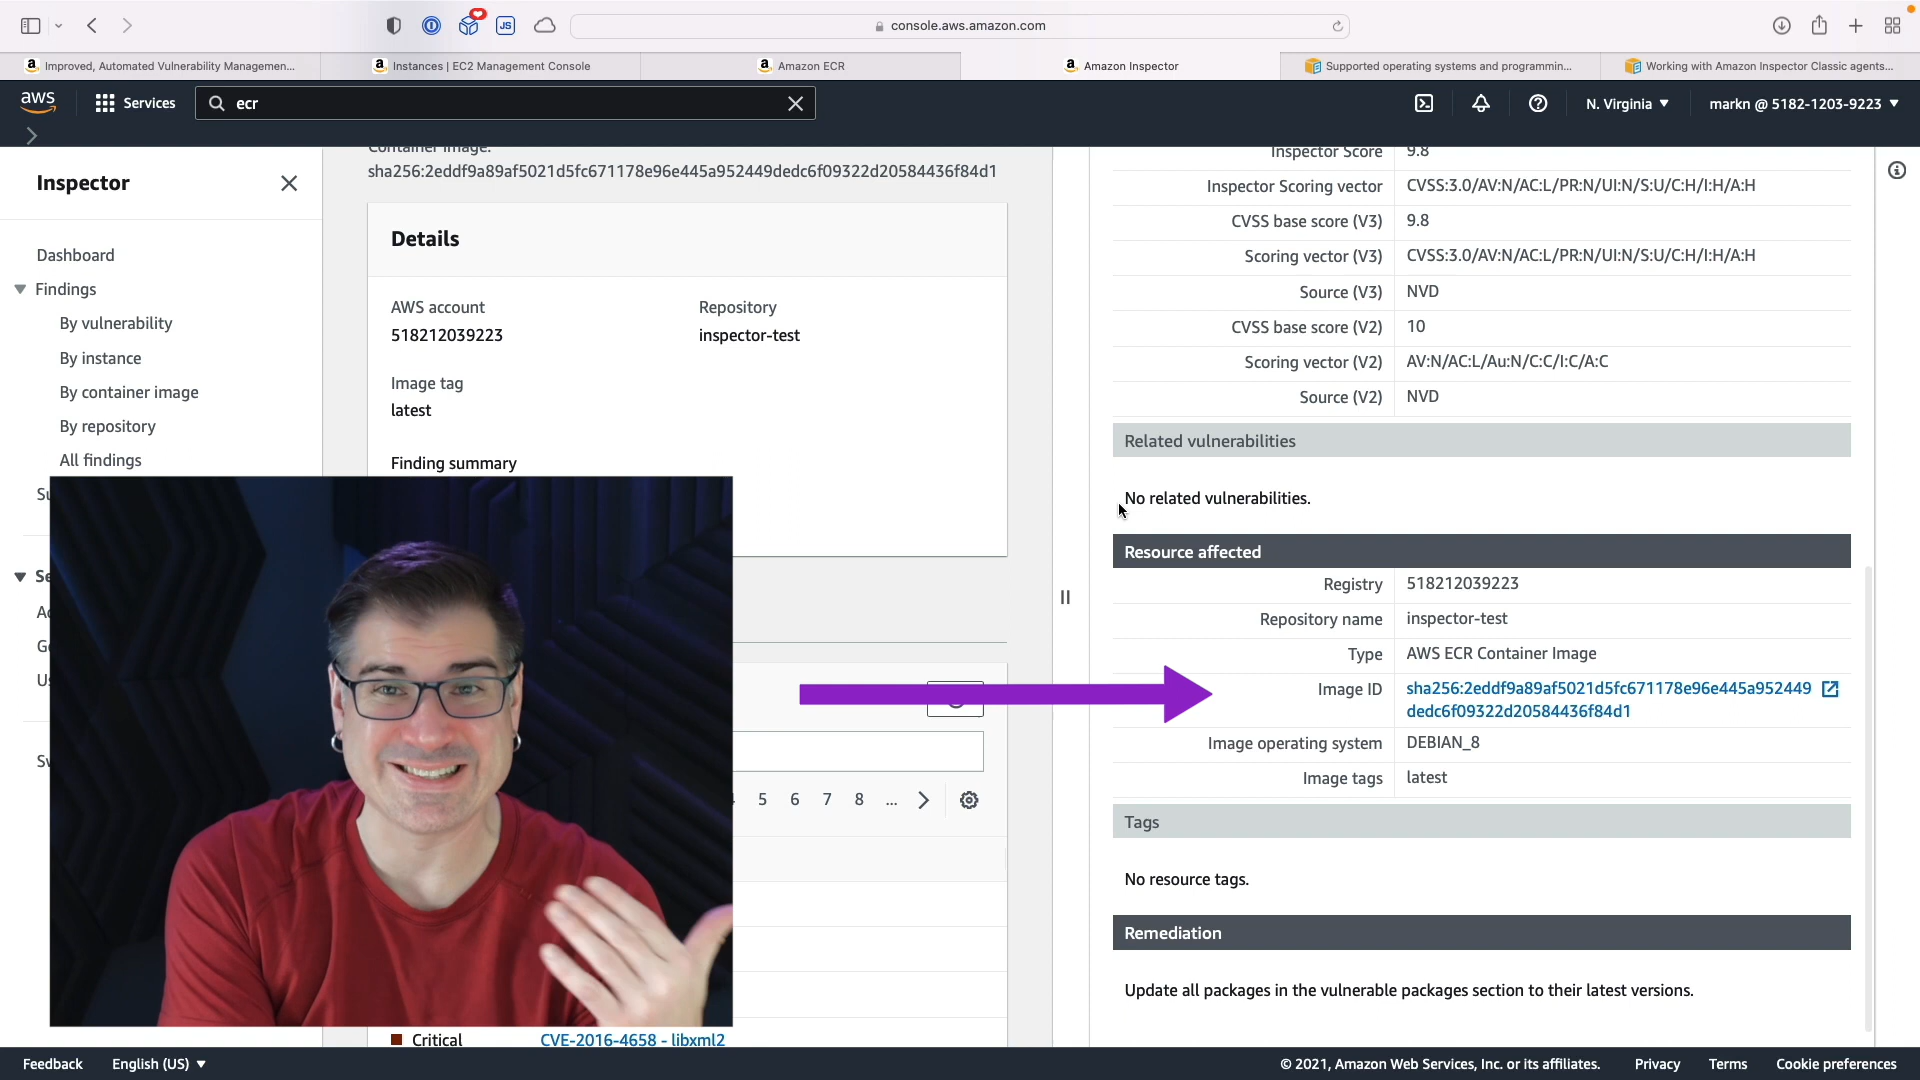 console.aws.amazon.com
Improved, Automated Vulnerability Managemen...
Instances | EC2 Management Console
Amazon ECR
Amazon Inspector
Supported operating systems and programmin...
Working with Amazon Inspector Classic agents...
aws
Services
ecr
N. Virginia
markn @ 5182-1203-9223
Inspector
Dashboard
Findings
By vulnerability
By instance
By container image
By repository
All findings
Container image:
sha256:2eddf9a89af5021d5fc671178e96e445a952449dedc6f09322d20584436f84d1
Details
AWS account
518212039223
Repository
inspector-test
Image tag
latest
Finding summary
5 6 7 8 ...
Critical
CVE-2016-4658 - libxml2
Inspector Score 9.8
Inspector Scoring vector CVSS:3.0/AV:N/AC:L/PR:N/UI:N/S:U/C:H/I:H/A:H
CVSS base score (V3) 9.8
Scoring vector (V3) CVSS:3.0/AV:N/AC:L/PR:N/UI:N/S:U/C:H/I:H/A:H
Source (V3) NVD
CVSS base score (V2) 10
Scoring vector (V2) AV:N/AC:L/Au:N/C:C/I:C/A:C
Source (V2) NVD
Related vulnerabilities
No related vulnerabilities.
Resource affected
Registry 518212039223
Repository name inspector-test
Type AWS ECR Container Image
Image ID sha256:2eddf9a89af5021d5fc671178e96e445a952449
dedc6f09322d20584436f84d1
Image operating system DEBIAN_8
Image tags latest
Tags
No resource tags.
Remediation
Update all packages in the vulnerable packages section to their latest versions.
Feedback
English (US)
© 2021, Amazon Web Services, Inc. or its affiliates.
Privacy
Terms
Cookie preferences